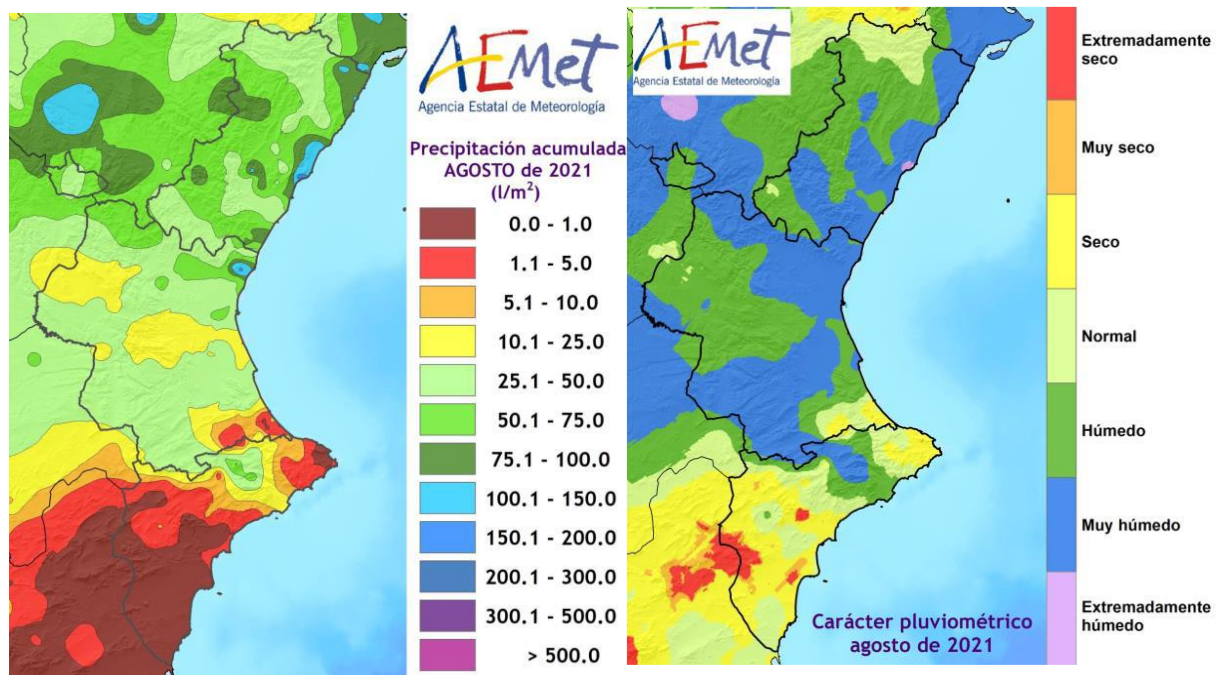 AEMet
Agencia Estatal de Meteorología
Precipitación acumulada
AGOSTO de 2021
(l/m²)
0.0 - 1.0
1.1 - 5.0
5.1 - 10.0
10.1 - 25.0
25.1 - 50.0
50.1 - 75.0
75.1 - 100.0
100.1 - 150.0
150.1 - 200.0
200.1 - 300.0
300.1 - 500.0
> 500.0
AEMet
Agencia Estatal de Meteorología
Carácter pluviométrico
agosto de 2021
Extremadamente
seco
Muy seco
Seco
Normal
Húmedo
Muy húmedo
Extremadamente
húmedo